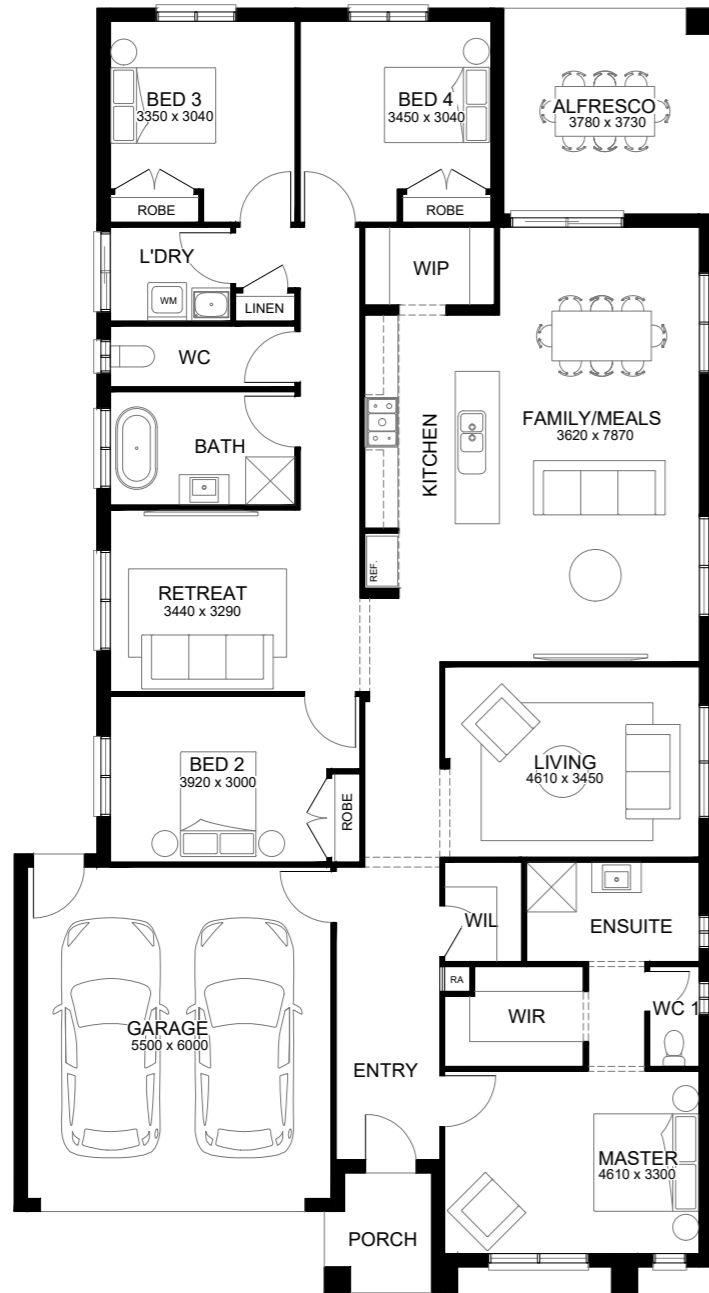 BED 3
3350 x 3040
BED 4
3450 x 3040
ALFRESCO
3780 x 3730
ROBE
ROBE
L'DRY
WM
LINEN
WIP
WC
BATH
KITCHEN
FAMILY/MEALS
3620 x 7870
REF.
RETREAT
3440 x 3290
BED 2
3920 x 3000
ROBE
LIVING
4610 x 3450
WIL
ENSUITE
RA
WIR
WC 1
GARAGE
5500 x 6000
ENTRY
MASTER
4610 x 3300
PORCH